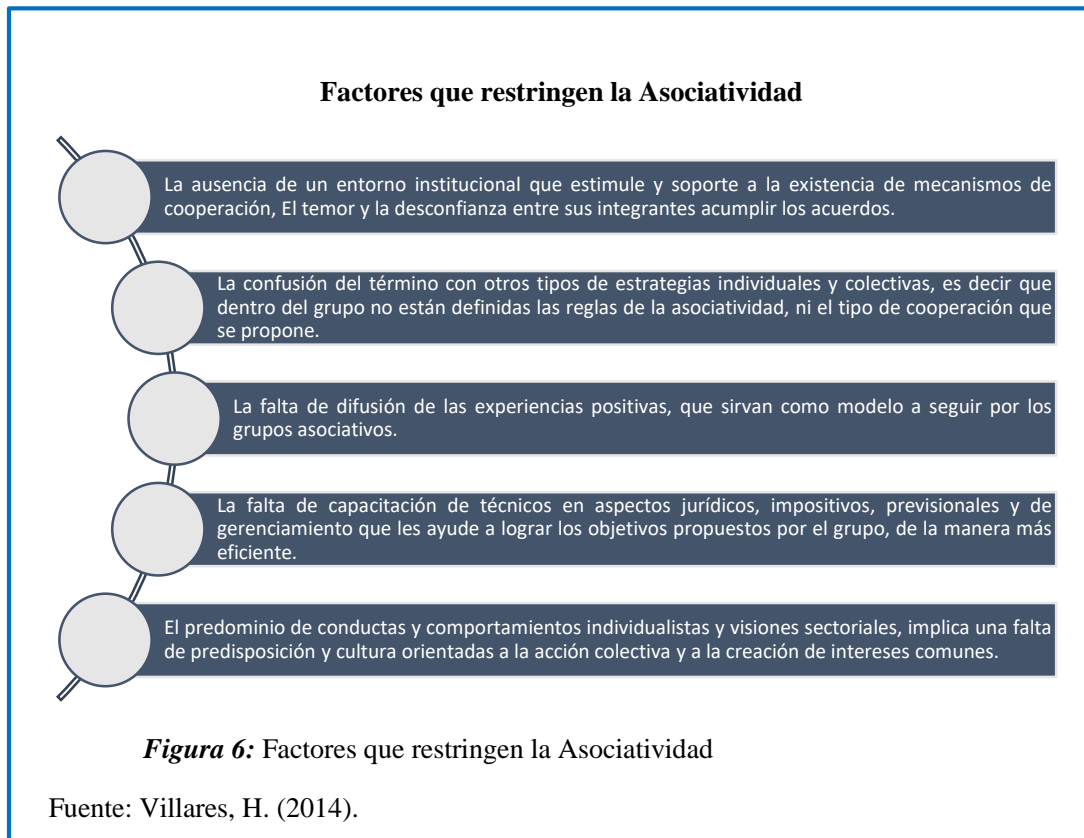 Factores que restringen la Asociatividad
La ausencia de un entorno institucional que estimule y soporte a la existencia de mecanismos de
cooperación, El temor y la desconfianza entre sus integrantes acumplir los acuerdos.
La confusión del término con otros tipos de estrategias individuales y colectivas, es decir que
dentro del grupo no están definidas las reglas de la asociatividad, ni el tipo de cooperación que
se propone.
La falta de difusión de las experiencias positivas, que sirvan como modelo a seguir por los
grupos asociativos.
La falta de capacitación de técnicos en aspectos jurídicos, impositivos, previsionales y de
gerenciamiento que les ayude a lograr los objetivos propuestos por el grupo, de la manera más
eficiente.
El predominio de conductas y comportamientos individualistas y visiones sectoriales, implica una falta
de predisposición y cultura orientadas a la acción colectiva y a la creación de intereses comunes.
Figura 6: Factores que restringen la Asociatividad
Fuente: Villares, H. (2014).